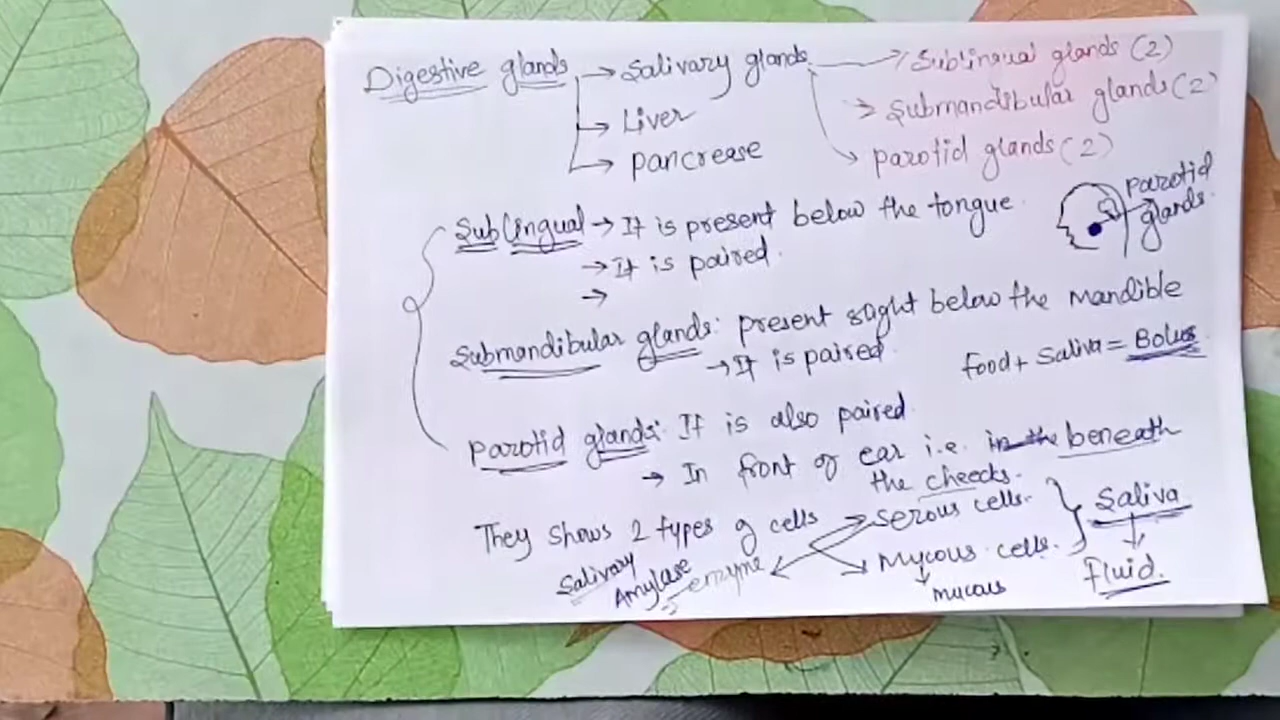 Digestive glands → Salivary glands → Sublingual glands (2)
→ Submandibular glands (2)
→ Liver
→ parotid glands (2)
→ pancrease
parotid
glands.
Sublingual → It is present below the tongue
→ It is paired.
→
Submandibular glands: present right below the Mandible
→ It is paired.
food + Saliva = Bolus
parotid glands: It is also paired.
→ In front of ear i.e. in the beneath
the cheecks.
They shows 2 types of cells → Serous cells. } Saliva
→ Mycous cells. ↓
Salivary
Amylase enzyme
↓
mucous
fluid.